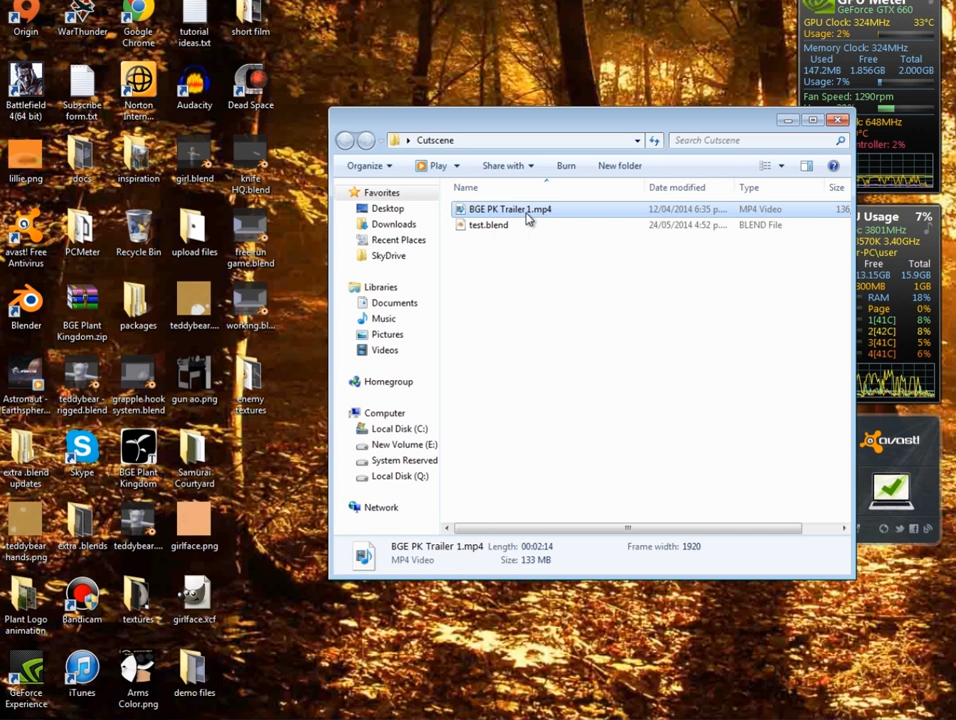 Origin
WarThunder
Google
Chrome
tutorial
ideas.txt
short film
Battlefield
4(64 bit)
Subscribe
form.txt
Norton
Intern...
Audacity
Dead Space
lillie.png
docs
inspiration
girl.blend
knife
HQ.blend
avast! Free
Antivirus
PCMeter
Recycle Bin
upload files
free run
game.blend
Blender
BGE Plant
Kingdom.zip
packages
teddybear....
working.bl...
Astronaut -
Earthspher...
teddybear -
rigged.blend
grapple hook
system.blend
gun ao.png
enemy
textures
extra .blend
updates
Skype
BGE Plant
Kingdom
Samurai
Courtyard
teddybear
hands.png
extra .blends
teddybear....
girlface.png
Plant Logo
animation
Bandicam
textures
girlface.xcf
GeForce
Experience
iTunes
Arms
Color.png
demo files
Cutscene
Search Cutscene
Organize
Play
Share with
Burn
New folder
Favorites
Desktop
Downloads
Recent Places
SkyDrive
Libraries
Documents
Music
Pictures
Videos
Homegroup
Computer
Local Disk (C:)
New Volume (E:)
System Reserved
Local Disk (Q:)
Network
Name
Date modified
Type
Size
BGE PK Trailer 1.mp4
12/04/2014 6:35 p....
MP4 Video
136
test.blend
24/05/2014 4:52 p....
BLEND File
BGE PK Trailer 1.mp4 Length: 00:02:14 Frame width: 1920
MP4 Video Size: 133 MB
GPU Meter
GeForce GTX 660
GPU Clock: 324MHz 33°C
Usage: 2%
Memory Clock: 324MHz
Used Free Total
147.2MB 1.856GB 2.000GB
Usage: 7%
Fan Speed: 1290rpm
k: 648MHz
°C
troller: 2%
U Usage 7%
3801MHz
3570K 3.40GHz
r-PC\user
Free Total
13.15GB 15.9GB
800MB 1GB
RAM 18%
Page 0%
1[41C] 8%
2[42C] 8%
3[41C] 5%
4[41C] 6%
avast!